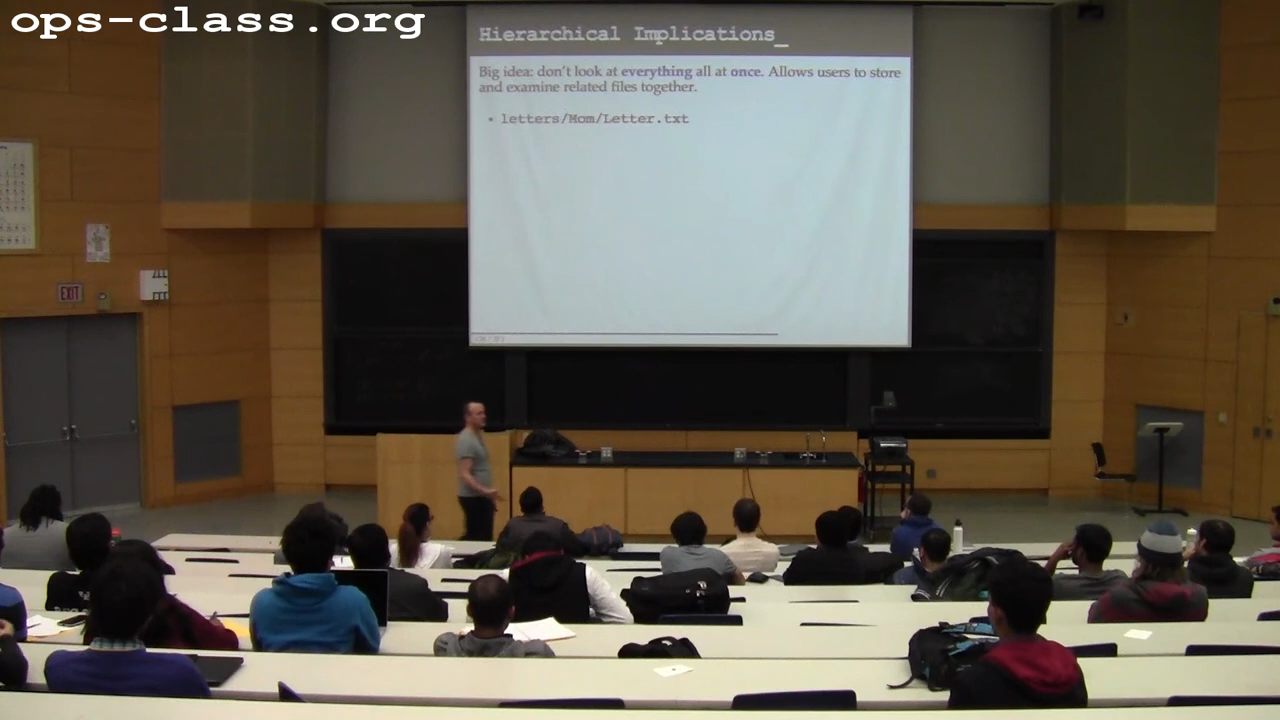 ops-class.org
Hierarchical Implications_
Big idea: don't look at everything all at once. Allows users to store
and examine related files together.
• letters/Mom/Letter.txt
EXIT